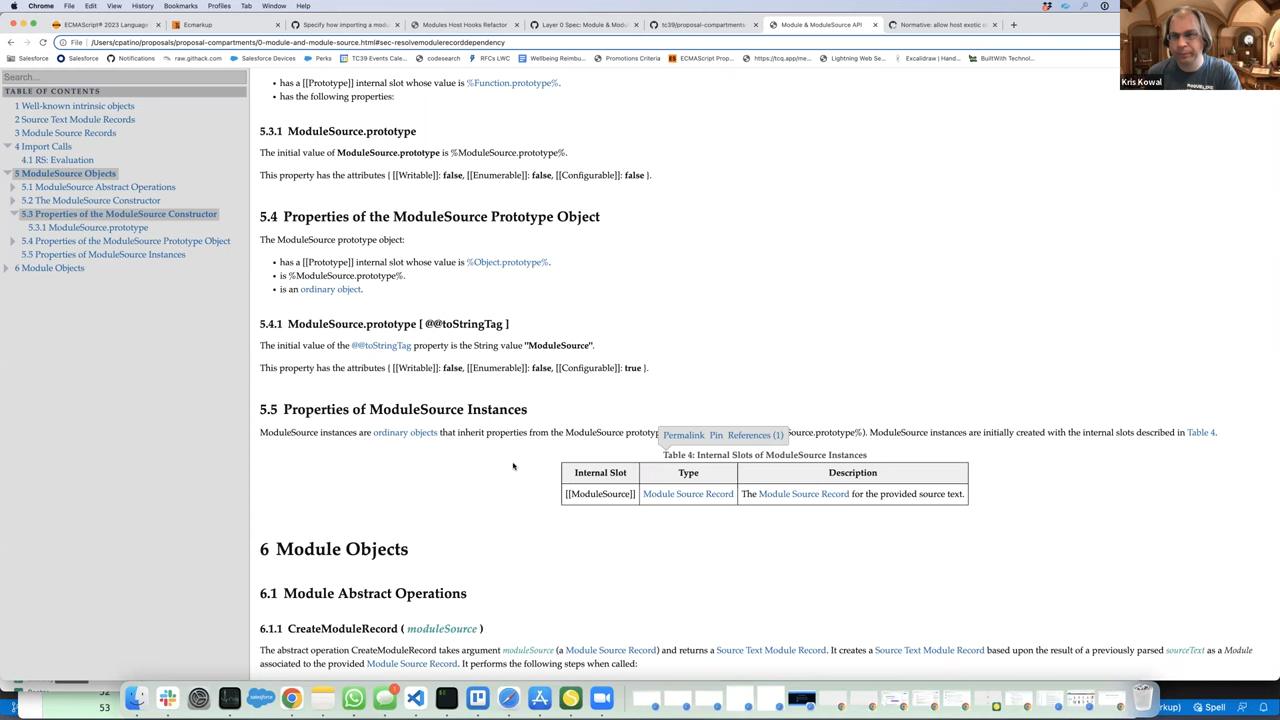 Chrome File Edit View History Bookmarks Profiles Tab Window Help
ECMAScript® 2023 Language
Ecmarkup
Specify how importing a modu
Modules Host Hooks Refactor
Layer 0 Spec: Module & Modul
tc39/proposal-compartments
Module & ModuleSource API
Normative: allow host exotic o
File /Users/cpatino/proposals/proposal-compartments/0-module-and-module-source.html#sec-resolvemodulerecorddependency
Salesforce Salesforce Notifications raw.githack.com Salesforce Devices Perks TC39 Events Cale... codesearch RFCs LWC Wellbeing Reimbu... Promotions Criteria ECMAScript Prop... https://tcq.app/me... Lightning Web Se... Excalidraw | Hand... BuiltWith Technol...
Kris Kowal
Search...
TABLE OF CONTENTS
1 Well-known intrinsic objects
2 Source Text Module Records
3 Module Source Records
4 Import Calls
4.1 RS: Evaluation
5 ModuleSource Objects
5.1 ModuleSource Abstract Operations
5.2 The ModuleSource Constructor
5.3 Properties of the ModuleSource Constructor
5.3.1 ModuleSource.prototype
5.4 Properties of the ModuleSource Prototype Object
5.5 Properties of ModuleSource Instances
6 Module Objects
• has a [[Prototype]] internal slot whose value is %Function.prototype%.
• has the following properties:
5.3.1 ModuleSource.prototype
The initial value of ModuleSource.prototype is %ModuleSource.prototype%.
This property has the attributes { [[Writable]]: false, [[Enumerable]]: false, [[Configurable]]: false }.
5.4 Properties of the ModuleSource Prototype Object
The ModuleSource prototype object:
• has a [[Prototype]] internal slot whose value is %Object.prototype%.
• is %ModuleSource.prototype%.
• is an ordinary object.
5.4.1 ModuleSource.prototype [ @@toStringTag ]
The initial value of the @@toStringTag property is the String value "ModuleSource".
This property has the attributes { [[Writable]]: false, [[Enumerable]]: false, [[Configurable]]: true }.
5.5 Properties of ModuleSource Instances
ModuleSource instances are ordinary objects that inherit properties from the ModuleSource prototyp Source.prototype%). ModuleSource instances are initially created with the internal slots described in Table 4.
Permalink Pin References (1)
Table 4: Internal Slots of ModuleSource Instances
Internal Slot Type Description
[[ModuleSource]] Module Source Record The Module Source Record for the provided source text.
6 Module Objects
6.1 Module Abstract Operations
6.1.1 CreateModuleRecord ( moduleSource )
The abstract operation CreateModuleRecord takes argument moduleSource (a Module Source Record) and returns a Source Text Module Record. It creates a Source Text Module Record based upon the result of a previously parsed sourceText as a Module
associated to the provided Module Source Record. It performs the following steps when called:
53
Spell